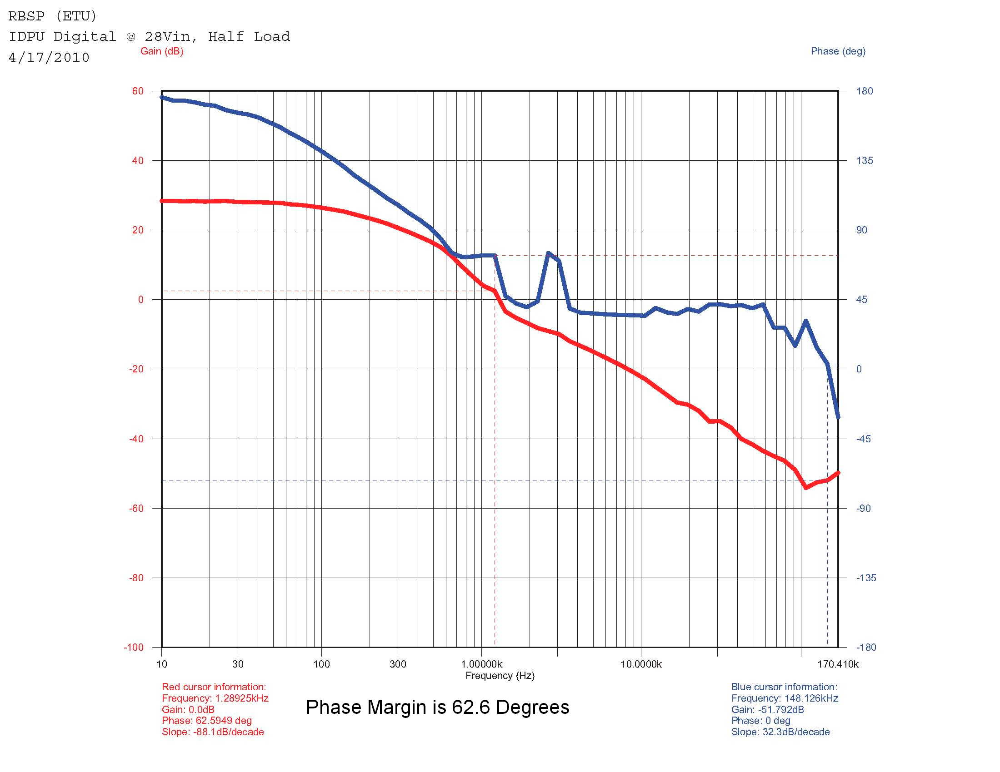 RBSP (ETU)
IDPU Digital @ 28Vin, Half Load
4/17/2010
Gain (dB)
Phase (deg)
60
40
20
0
-20
-40
-60
-80
-100
180
135
90
45
0
-45
-90
-135
-180
10 30 100 300 1.00000k 10.0000k 170.410k
Frequency (Hz)
Red cursor information:
Frequency: 1.28925kHz
Gain: 0.0dB
Phase: 62.5949 deg
Slope: -88.1dB/decade
Phase Margin is 62.6 Degrees
Blue cursor information:
Frequency: 148.126kHz
Gain: -51.792dB
Phase: 0 deg
Slope: 32.3dB/decade